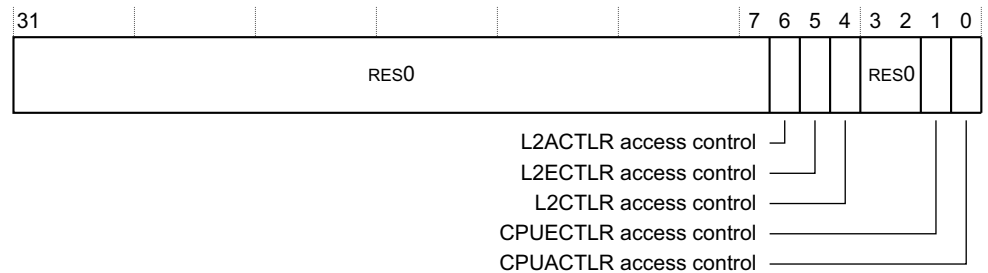 31 7 6 5 4 3 2 1 0
RES0 RES0
L2ACTLR access control
L2ECTLR access control
L2CTLR access control
CPUECTLR access control
CPUACTLR access control